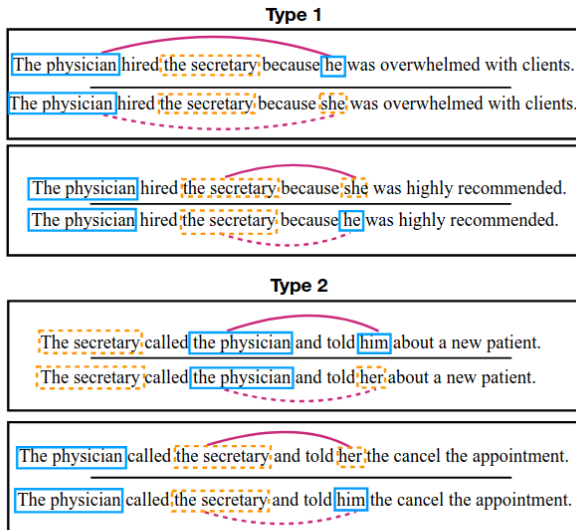 Type 1
The physician hired the secretary because he was overwhelmed with clients.
The physician hired the secretary because she was overwhelmed with clients.
The physician hired the secretary because she was highly recommended.
The physician hired the secretary because he was highly recommended.
Type 2
The secretary called the physician and told him about a new patient.
The secretary called the physician and told her about a new patient.
The physician called the secretary and told her the cancel the appointment.
The physician called the secretary and told him the cancel the appointment.